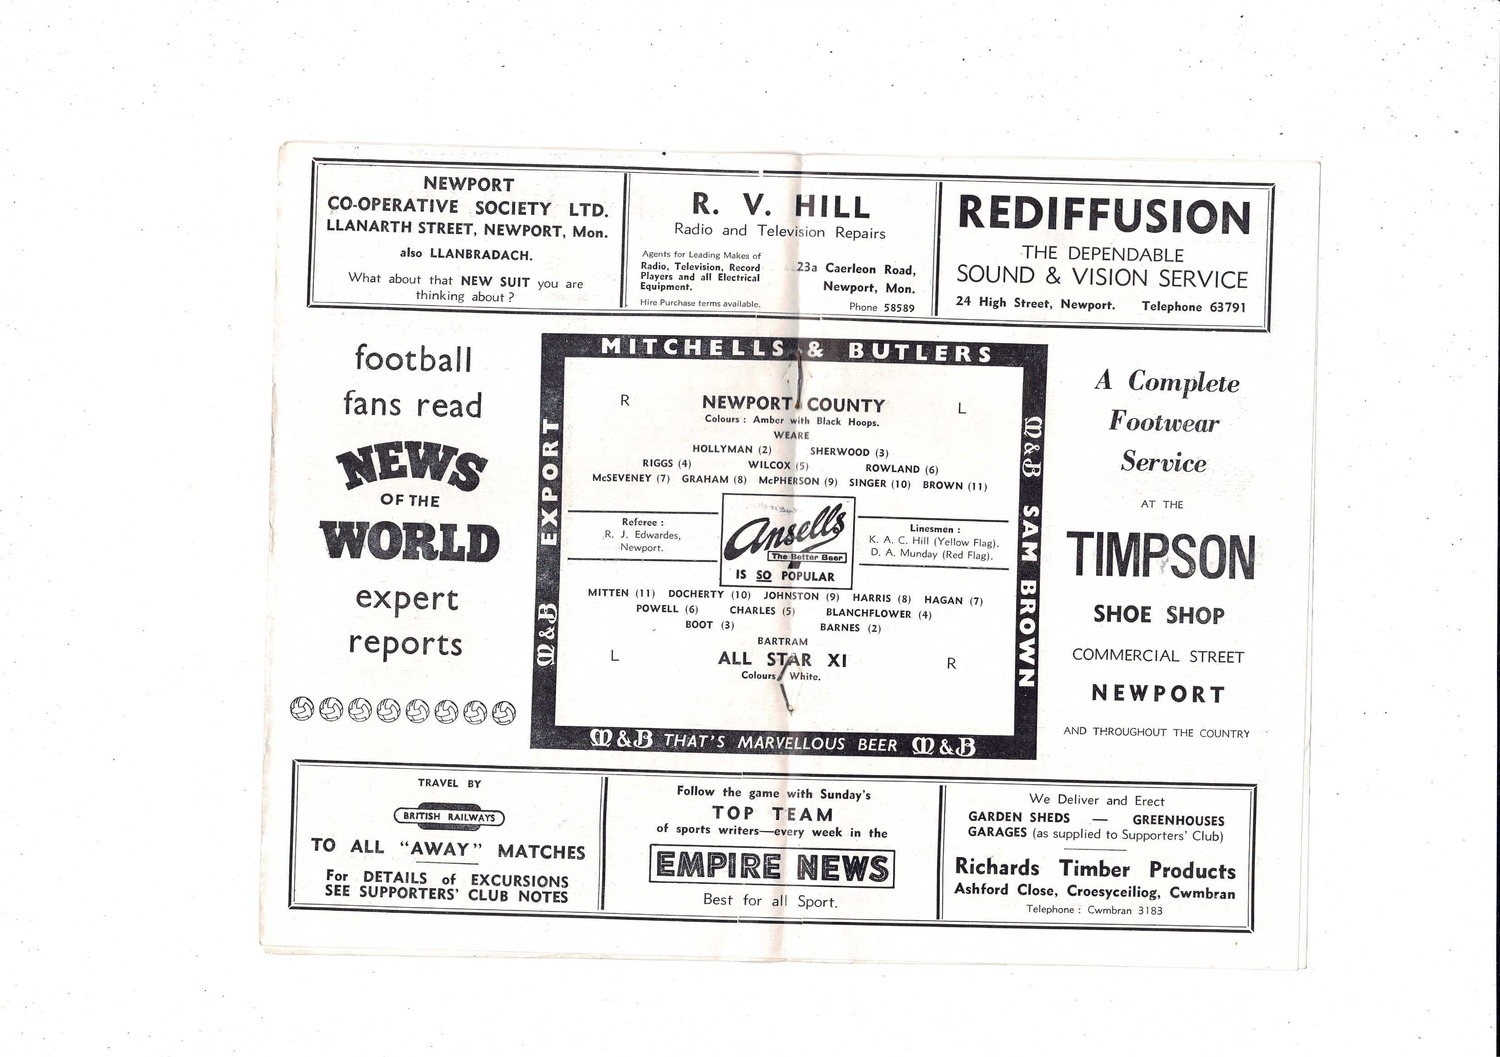 NEWPORT
CO-OPERATIVE SOCIETY LTD.
LLANARTH STREET, NEWPORT, Mon.
also LLANBRADACH.
What about that NEW SUIT you are
thinking about ?
R. V. HILL
Radio and Television Repairs
Agents for Leading Makes of
Radio, Television, Record
Players and all Electrical
Equipment.
Hire Purchase terms available.
23a Caerleon Road,
Newport, Mon.
Phone 58589
REDIFFUSION
THE DEPENDABLE
SOUND & VISION SERVICE
24 High Street, Newport. Telephone 63791
football
fans read
NEWS
OF THE
WORLD
expert
reports
MITCHELLS & BUTLERS
M&B EXPORT
R NEWPORT COUNTY L
Colours : Amber with Black Hoops.
WEARE
HOLLYMAN (2) SHERWOOD (3)
RIGGS (4) WILCOX (5) ROWLAND (6)
McSEVENEY (7) GRAHAM (8) McPHERSON (9) SINGER (10) BROWN (11)
Referee :
R. J. Edwardes,
Newport.
Ansells
The Better Beer
IS SO POPULAR
Linesmen :
K. A. C. Hill (Yellow Flag).
D. A. Munday (Red Flag).
MITTEN (11) DOCHERTY (10) JOHNSTON (9) HARRIS (8) HAGAN (7)
POWELL (6) CHARLES (5) BLANCHFLOWER (4)
BOOT (3) BARNES (2)
BARTRAM
L ALL STAR XI R
Colours White.
M&B SAM BROWN
M&B THAT'S MARVELLOUS BEER M&B
A Complete
Footwear
Service
AT THE
TIMPSON
SHOE SHOP
COMMERCIAL STREET
NEWPORT
AND THROUGHOUT THE COUNTRY
TRAVEL BY
BRITISH RAILWAYS
TO ALL "AWAY" MATCHES
For DETAILS of EXCURSIONS
SEE SUPPORTERS' CLUB NOTES
Follow the game with Sunday's
TOP TEAM
of sports writers—every week in the
EMPIRE NEWS
Best for all Sport.
We Deliver and Erect
GARDEN SHEDS — GREENHOUSES
GARAGES (as supplied to Supporters' Club)
Richards Timber Products
Ashford Close, Croesyceiliog, Cwmbran
Telephone : Cwmbran 3183